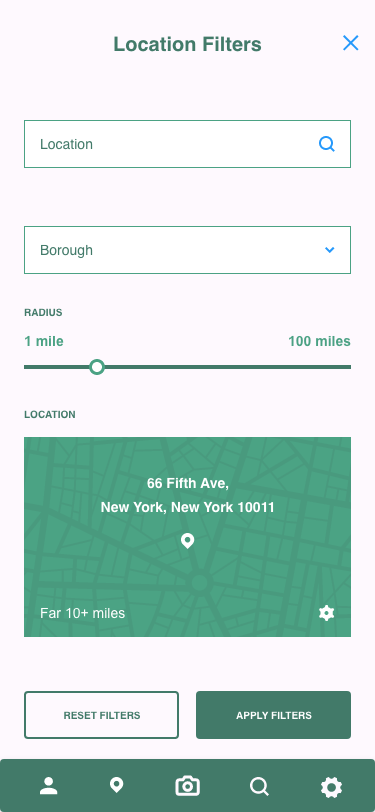 Location Filters
Location
Borough
RADIUS
1 mile 100 miles
LOCATION
66 Fifth Ave,
New York, New York 10011
Far 10+ miles
RESET FILTERS APPLY FILTERS